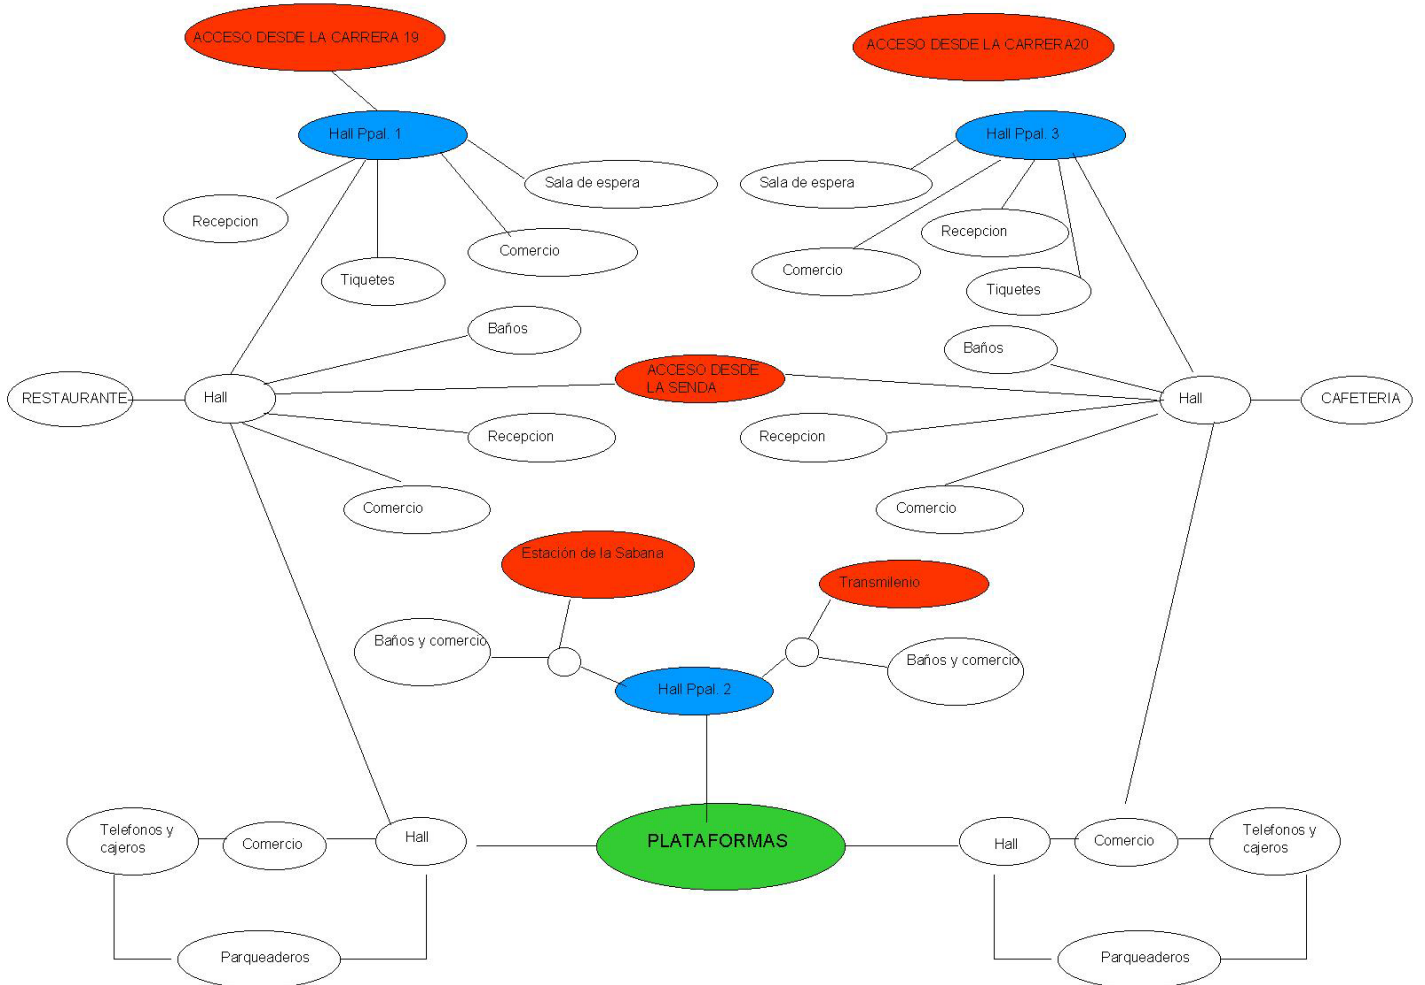 ACCESO DESDE LA CARRERA 19
ACCESO DESDE LA CARRERA20
Hall Ppal. 1
Hall Ppal. 3
Sala de espera
Sala de espera
Recepcion
Recepcion
Comercio
Comercio
Tiquetes
Tiquetes
Baños
Baños
ACCESO DESDE
LA SENDA
RESTAURANTE
Hall
Hall
CAFETERIA
Recepcion
Recepcion
Comercio
Comercio
Estación de la Sabana
Transmilenio
Baños y comercio
Baños y comercio
Hall Ppal. 2
Telefonos y
cajeros
Comercio
Hall
PLATAFORMAS
Hall
Comercio
Telefonos y
cajeros
Parqueaderos
Parqueaderos